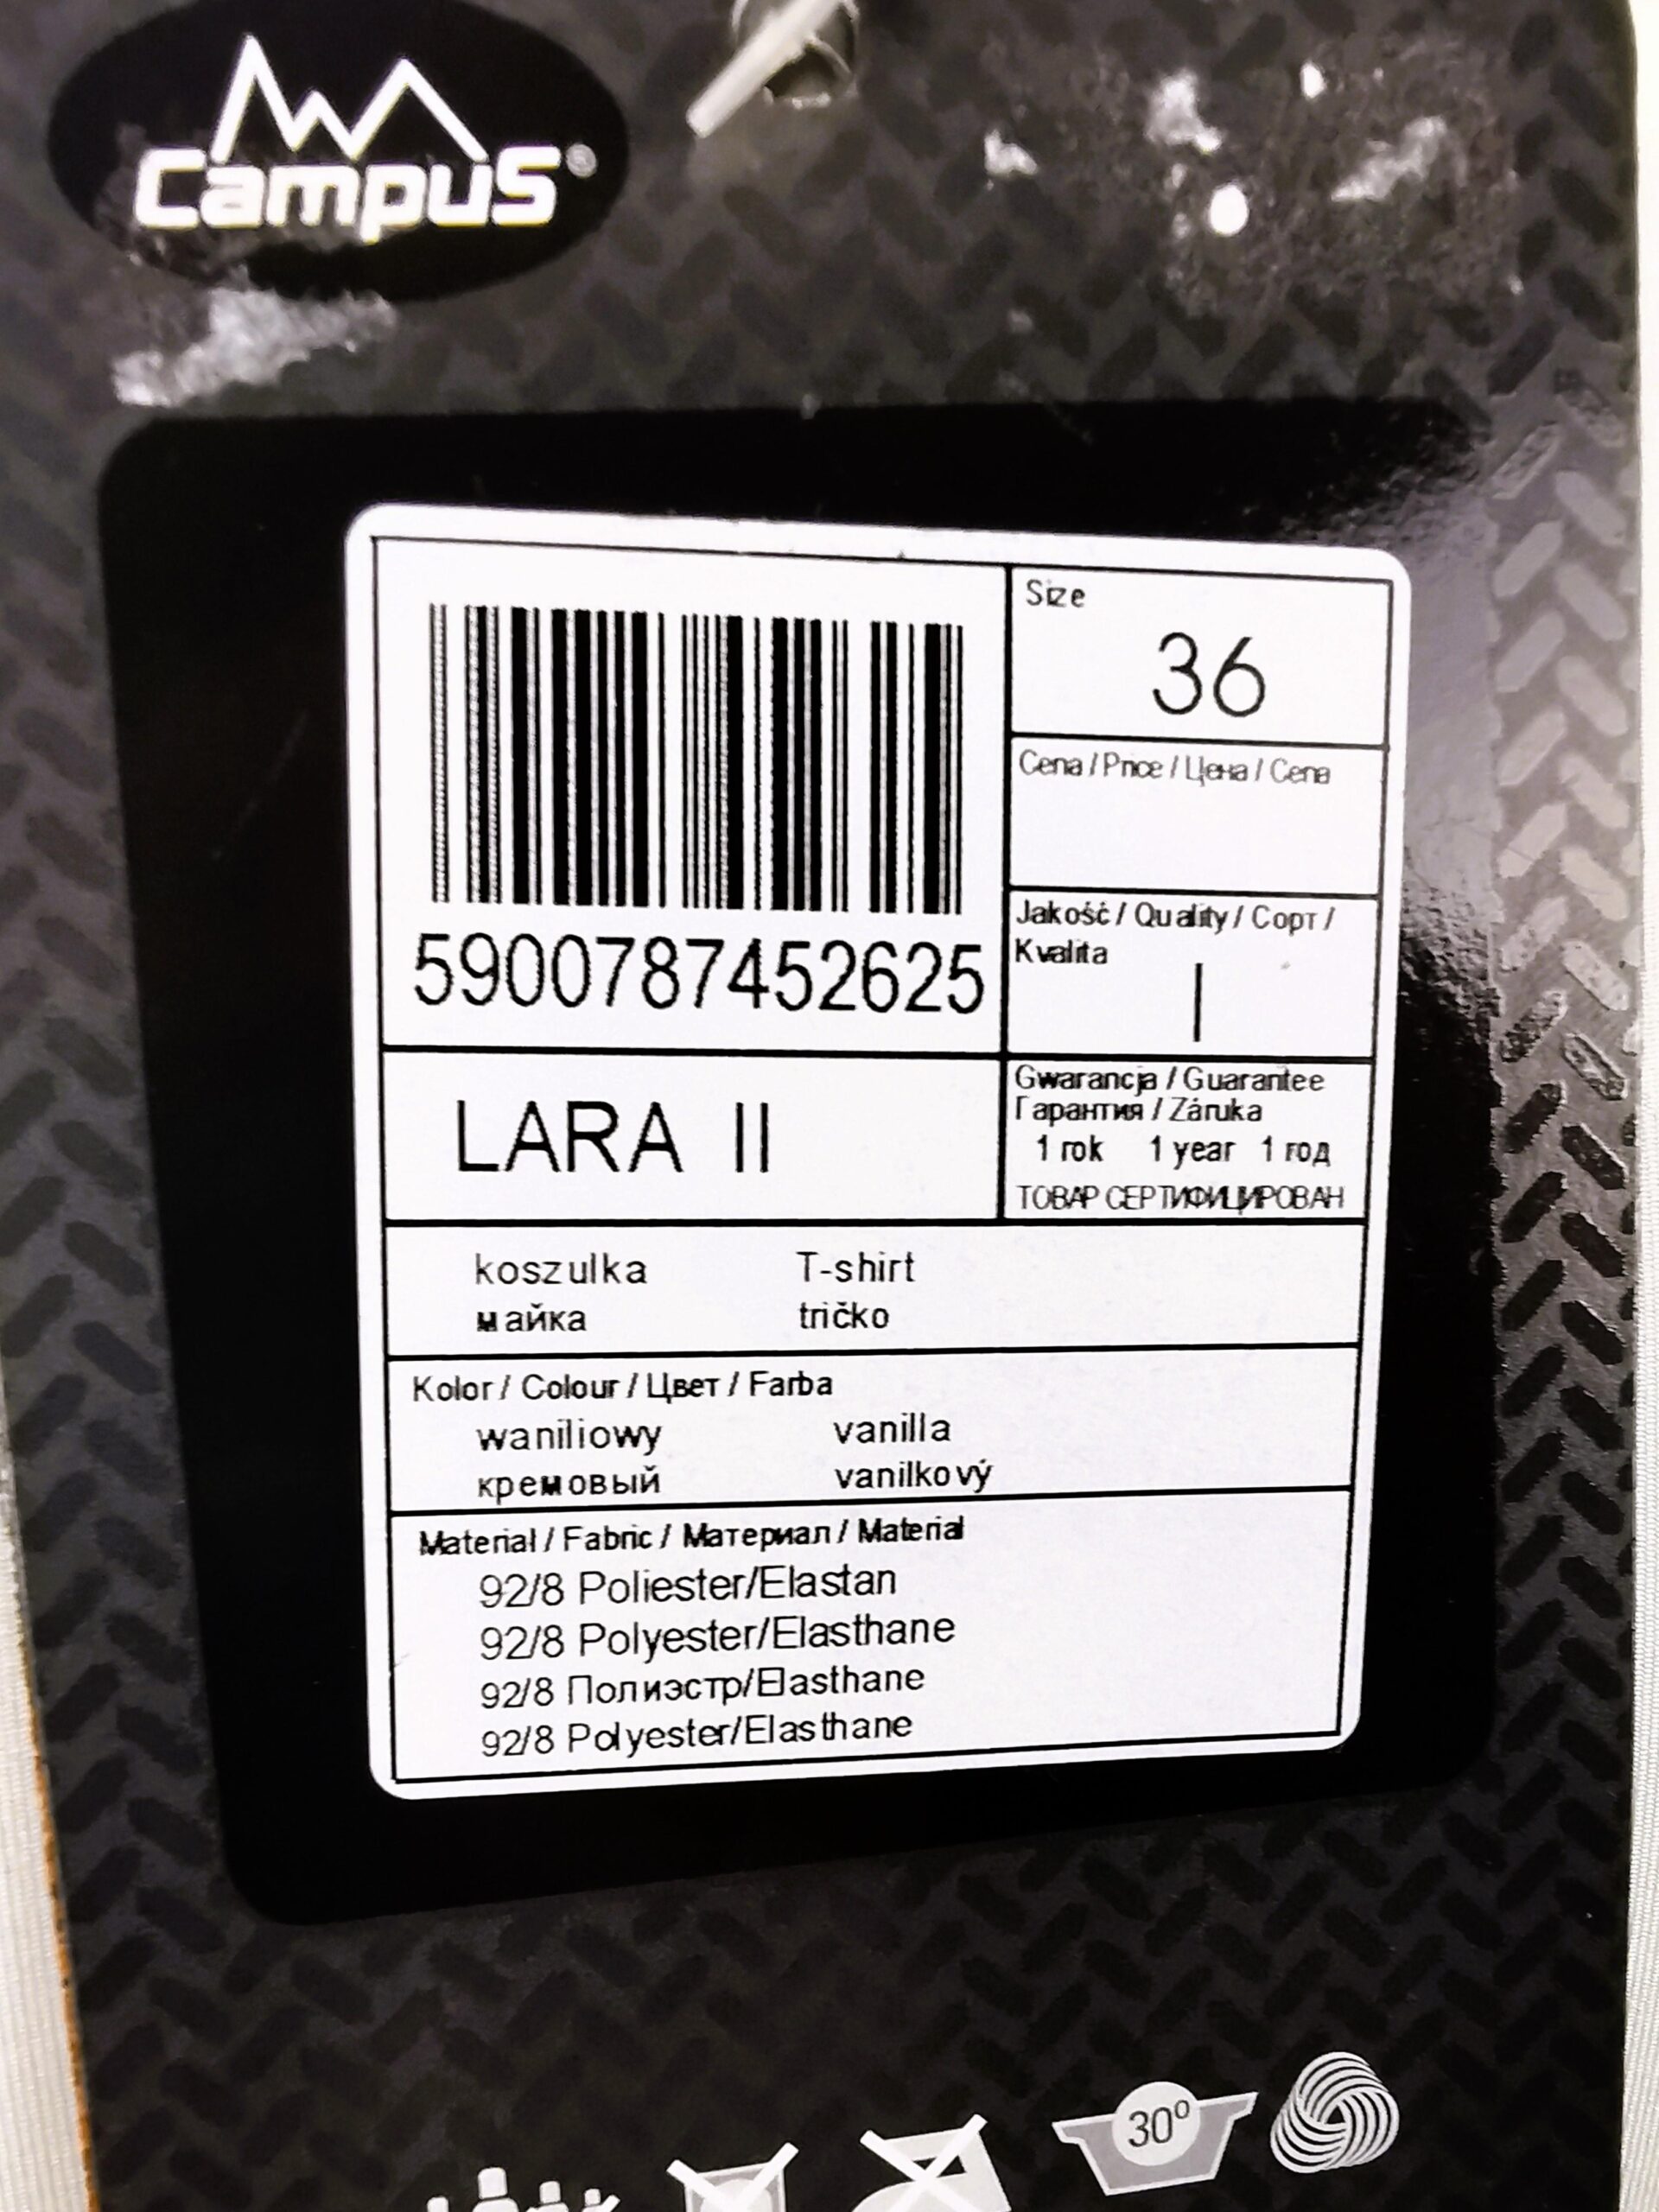 campus®
Size
36
Cena / Price / Цена / Cena
Jakość / Quality / Сорт /
Kvalita
I
5900787452625
LARA II
Gwarancja / Guarantee
Гарантия / Záruka
1 rok 1 year 1 год
ТОВАР СЕРТИФИЦИРОВАН
koszulka T-shirt
майка tričko
Kolor / Colour / Цвет / Farba
waniliowy vanilla
кремовый vanilkový
Material / Fabric / Материал / Material
92/8 Poliester/Elastan
92/8 Polyester/Elasthane
92/8 Полиэстр/Elasthane
92/8 Polyester/Elasthane
30°